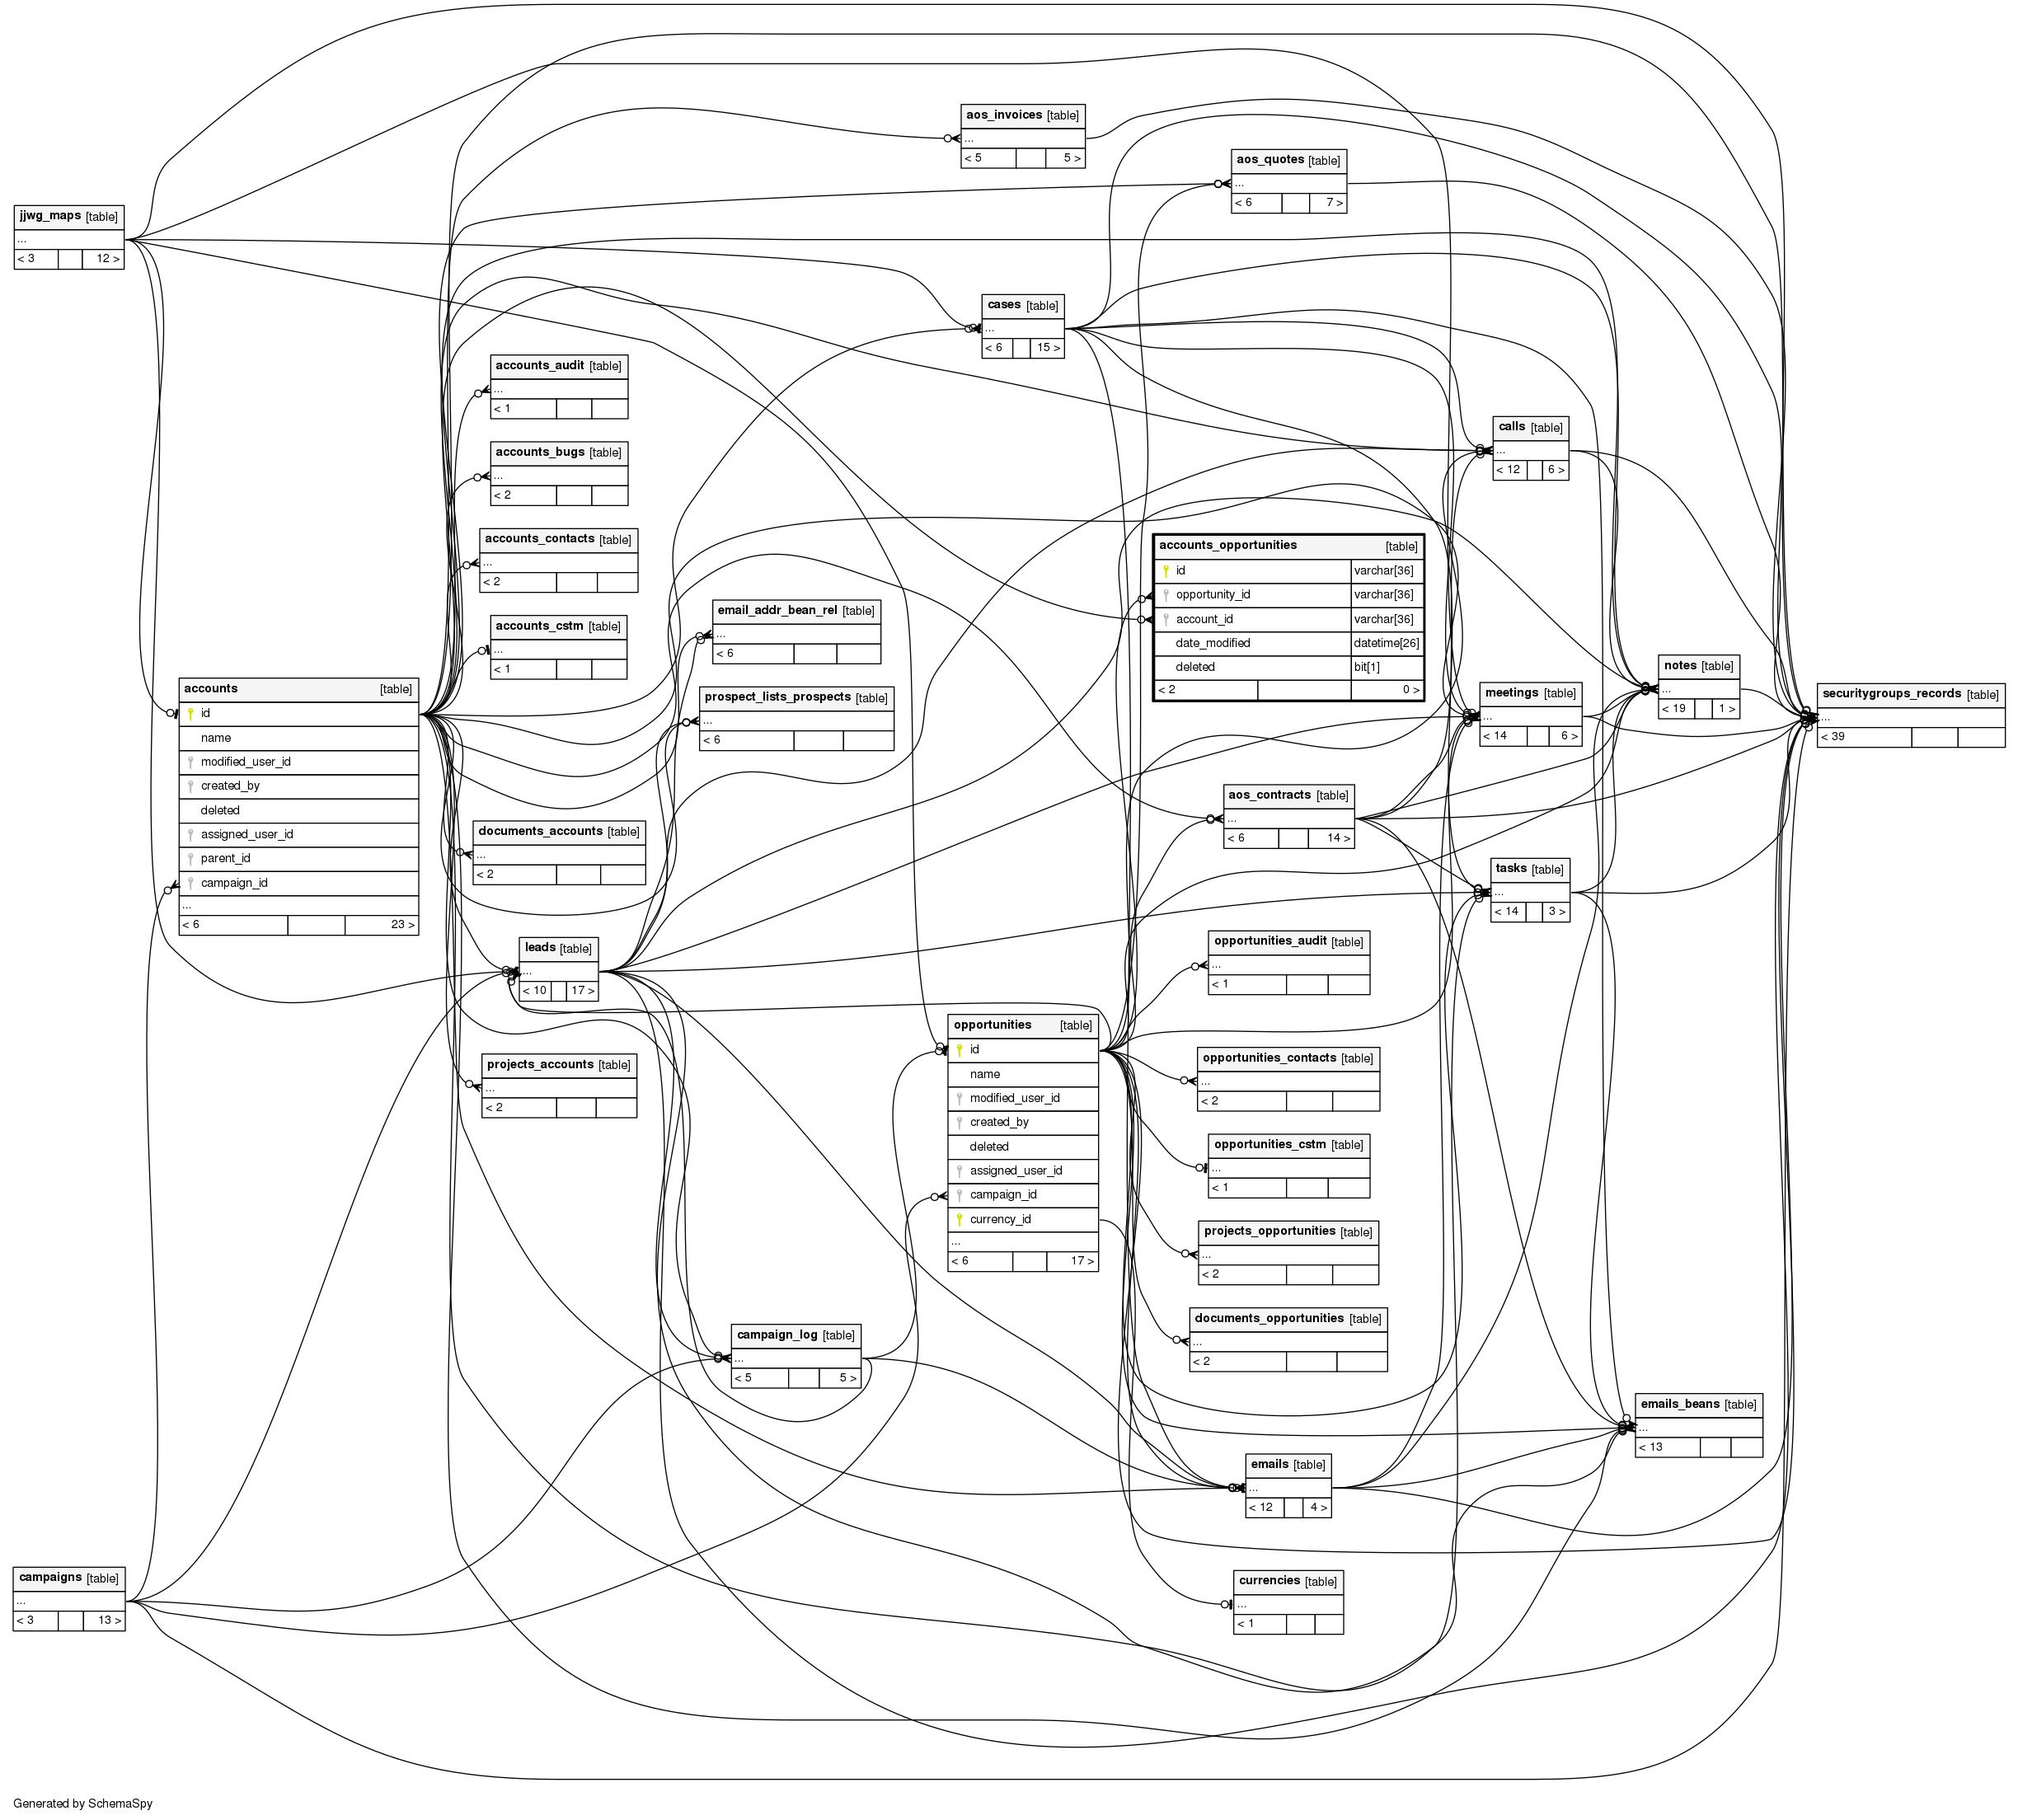 aos_invoices [table]
...
< 5 5 >
aos_quotes [table]
...
< 6 7 >
jjwg_maps [table]
...
< 3 12 >
cases [table]
...
< 6 15 >
accounts_audit [table]
...
< 1
accounts_bugs [table]
...
< 2
accounts_contacts [table]
...
< 2
accounts_cstm [table]
...
< 1
calls [table]
...
< 12 6 >
accounts_opportunities [table]
id varchar[36]
opportunity_id varchar[36]
account_id varchar[36]
date_modified datetime[26]
deleted bit[1]
< 2 0 >
email_addr_bean_rel [table]
...
< 6
prospect_lists_prospects [table]
...
< 6
notes [table]
...
< 19 1 >
meetings [table]
...
< 14 6 >
securitygroups_records [table]
...
< 39
accounts [table]
id
name
modified_user_id
created_by
deleted
assigned_user_id
parent_id
campaign_id
...
< 6 23 >
aos_contracts [table]
...
< 6 14 >
documents_accounts [table]
...
< 2
tasks [table]
...
< 14 3 >
leads [table]
...
< 10 17 >
opportunities_audit [table]
...
< 1
opportunities [table]
id
name
modified_user_id
created_by
deleted
assigned_user_id
campaign_id
currency_id
...
< 6 17 >
projects_accounts [table]
...
< 2
opportunities_contacts [table]
...
< 2
opportunities_cstm [table]
...
< 1
projects_opportunities [table]
...
< 2
documents_opportunities [table]
...
< 2
campaign_log [table]
...
< 5 5 >
emails_beans [table]
...
< 13
emails [table]
...
< 12 4 >
campaigns [table]
...
< 3 13 >
currencies [table]
...
< 1
Generated by SchemaSpy